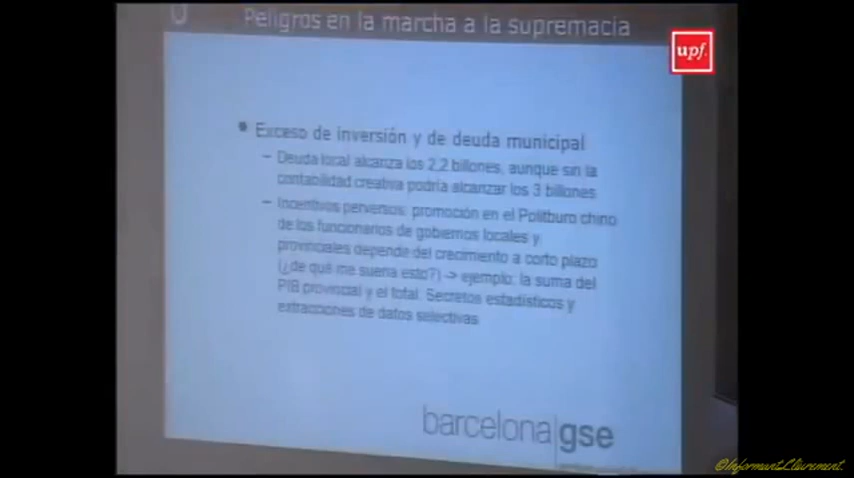 Peligros en la marcha a la supremacia
upf.
Exceso de inversión y de deuda municipal
– Deuda local alcanza los 2,2 billones, aunque sin la
contabilidad creativa podría alcanzar los 3 billones
– Incentivos perversos: promoción en el Politburo chino
de los funcionarios de gobiernos locales y
provinciales depende del crecimiento a corto plazo
(¿de qué me suena esto?) -> ejemplo: la suma del
PIB provincial y el total. Secretos estadísticos y
extracciones de datos selectivas
barcelona|gse
@InformantLliurement.